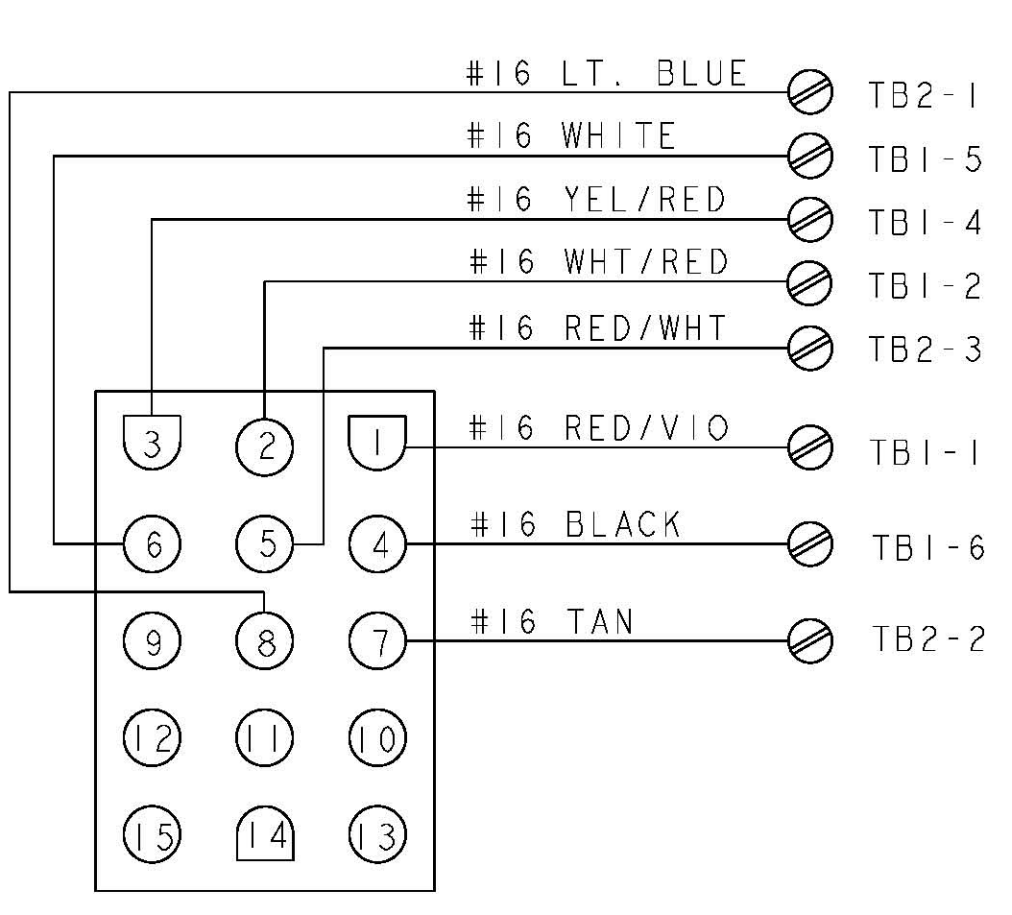 #16 LT. BLUE TB2-1
#16 WHITE TB1-5
#16 YEL/RED TB1-4
#16 WHT/RED TB1-2
#16 RED/WHT TB2-3
3 2 1 #16 RED/VIO TB1-1
6 5 4 #16 BLACK TB1-6
9 8 7 #16 TAN TB2-2
12 11 10
15 14 13